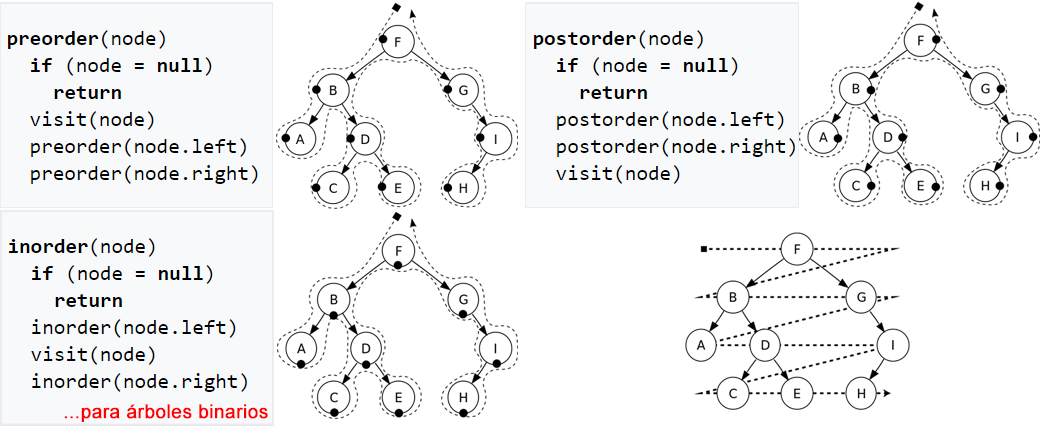 preorder(node)
if (node = null)
return
visit(node)
preorder(node.left)
preorder(node.right)
F
B
G
A
D
I
C
E
H
postorder(node)
if (node = null)
return
postorder(node.left)
postorder(node.right)
visit(node)
F
B
G
A
D
I
C
E
H
inorder(node)
if (node = null)
return
inorder(node.left)
visit(node)
inorder(node.right)
...para árboles binarios
F
B
G
A
D
I
C
E
H
F
B
G
A
D
I
C
E
H